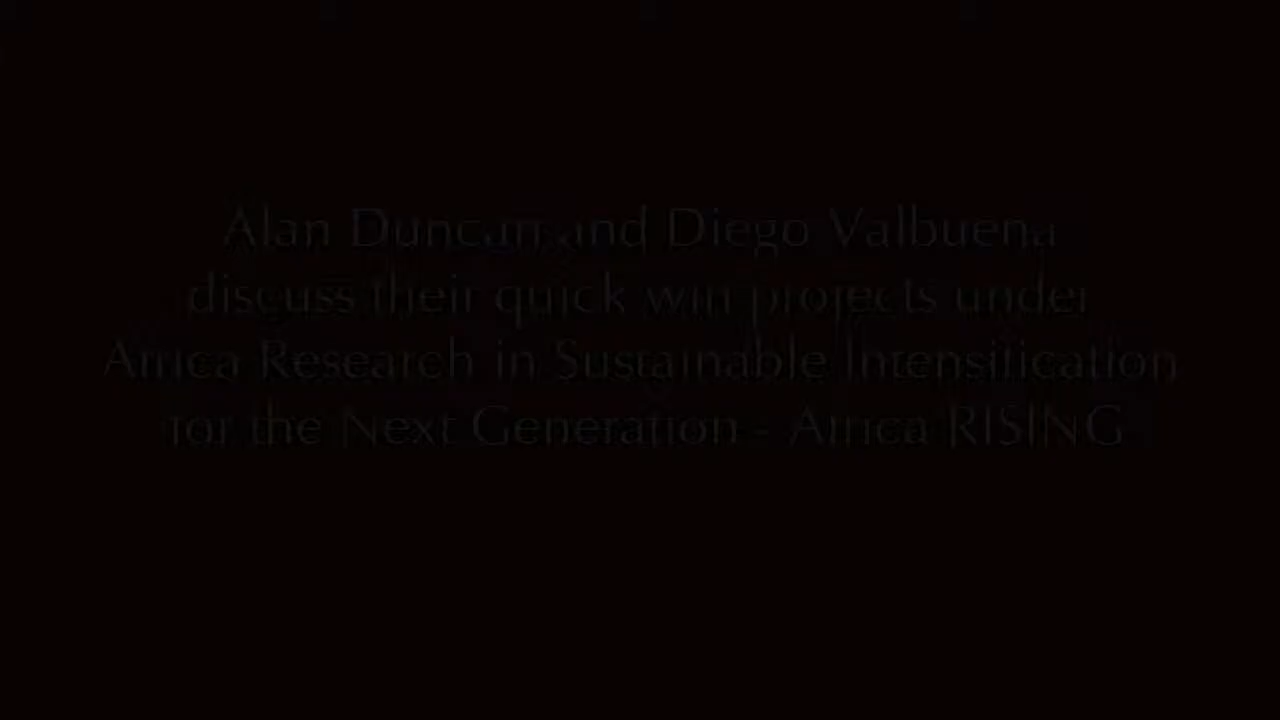 Alan Duncan and Diego Valbuena
discuss their quick win projects under
Africa Research in Sustainable Intensification
for the Next Generation - Africa RISING